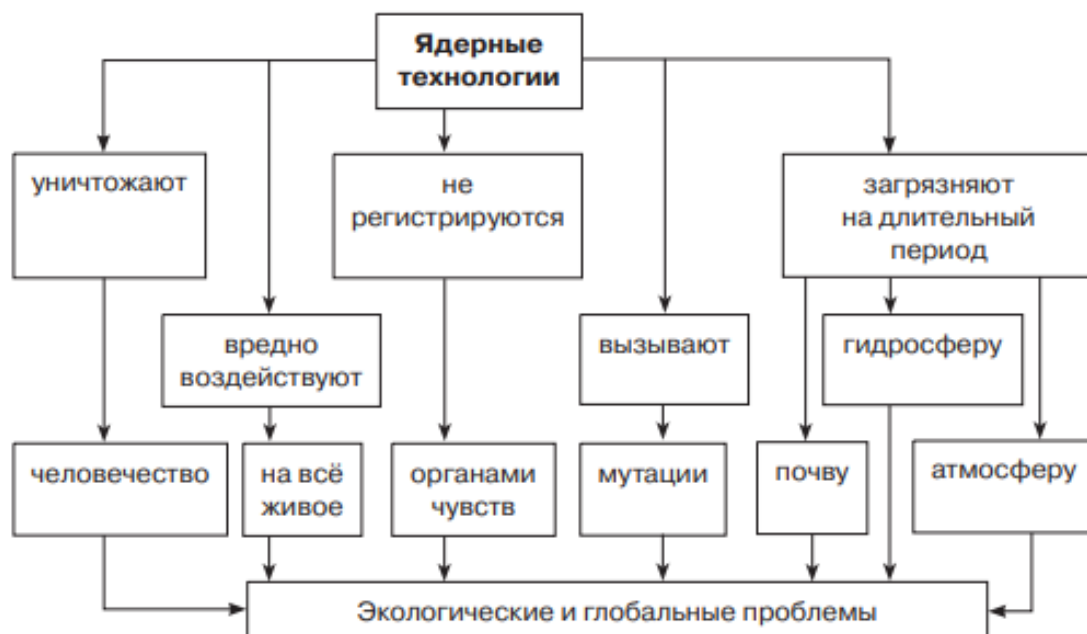 Ядерные
технологии
уничтожают
не
регистрируются
загрязняют
на длительный
период
вредно
воздействуют
вызывают
гидросферу
человечество
на всё
живое
органами
чувств
мутации
почву
атмосферу
Экологические и глобальные проблемы